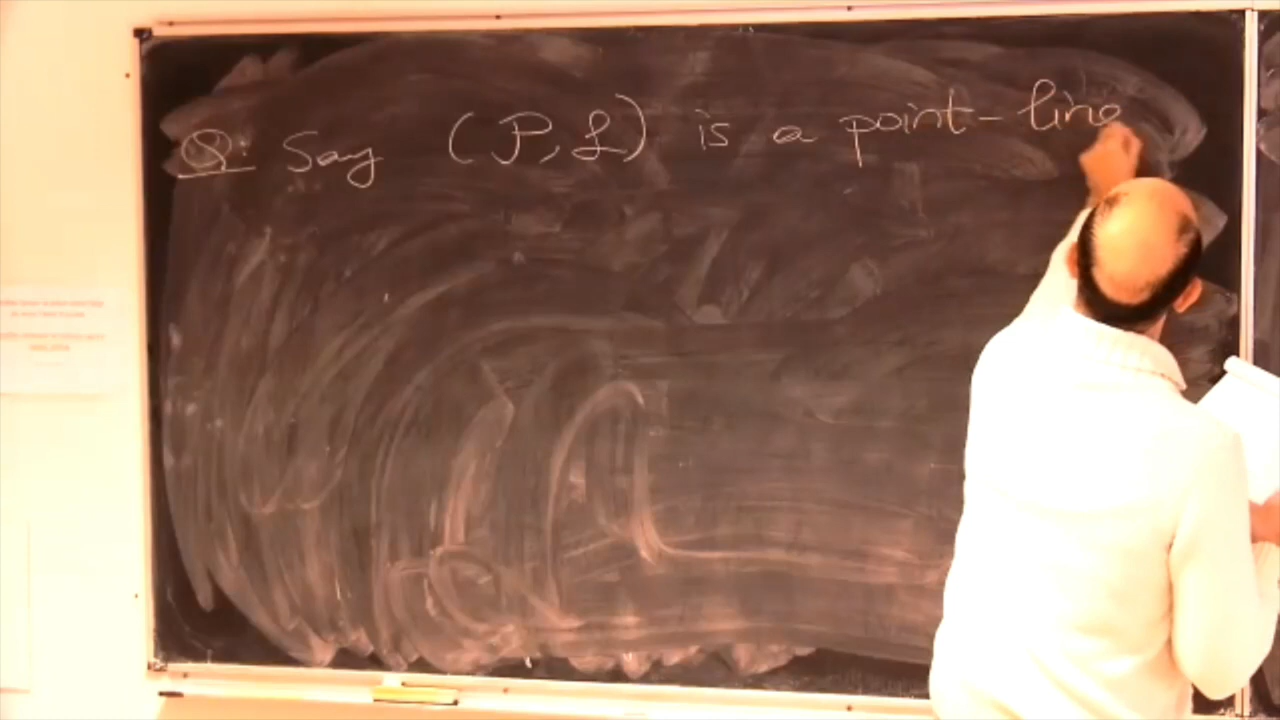 Q: Say (P, L) is a point-line